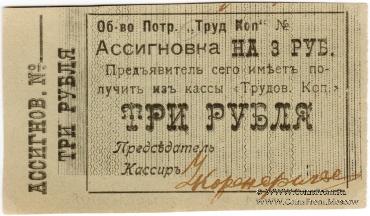 АССИГНОВ. №
ТРИ РУБЛЯ
Об-во Потр. „Труд Коп" №
Ассигновка НА 3 РУБ.
Предъявитель сего имѣетъ по-
лучить изъ кассы «Трудов. Коп.»
ТРИ РУБЛЯ
Предсѣдатель
Кассиръ